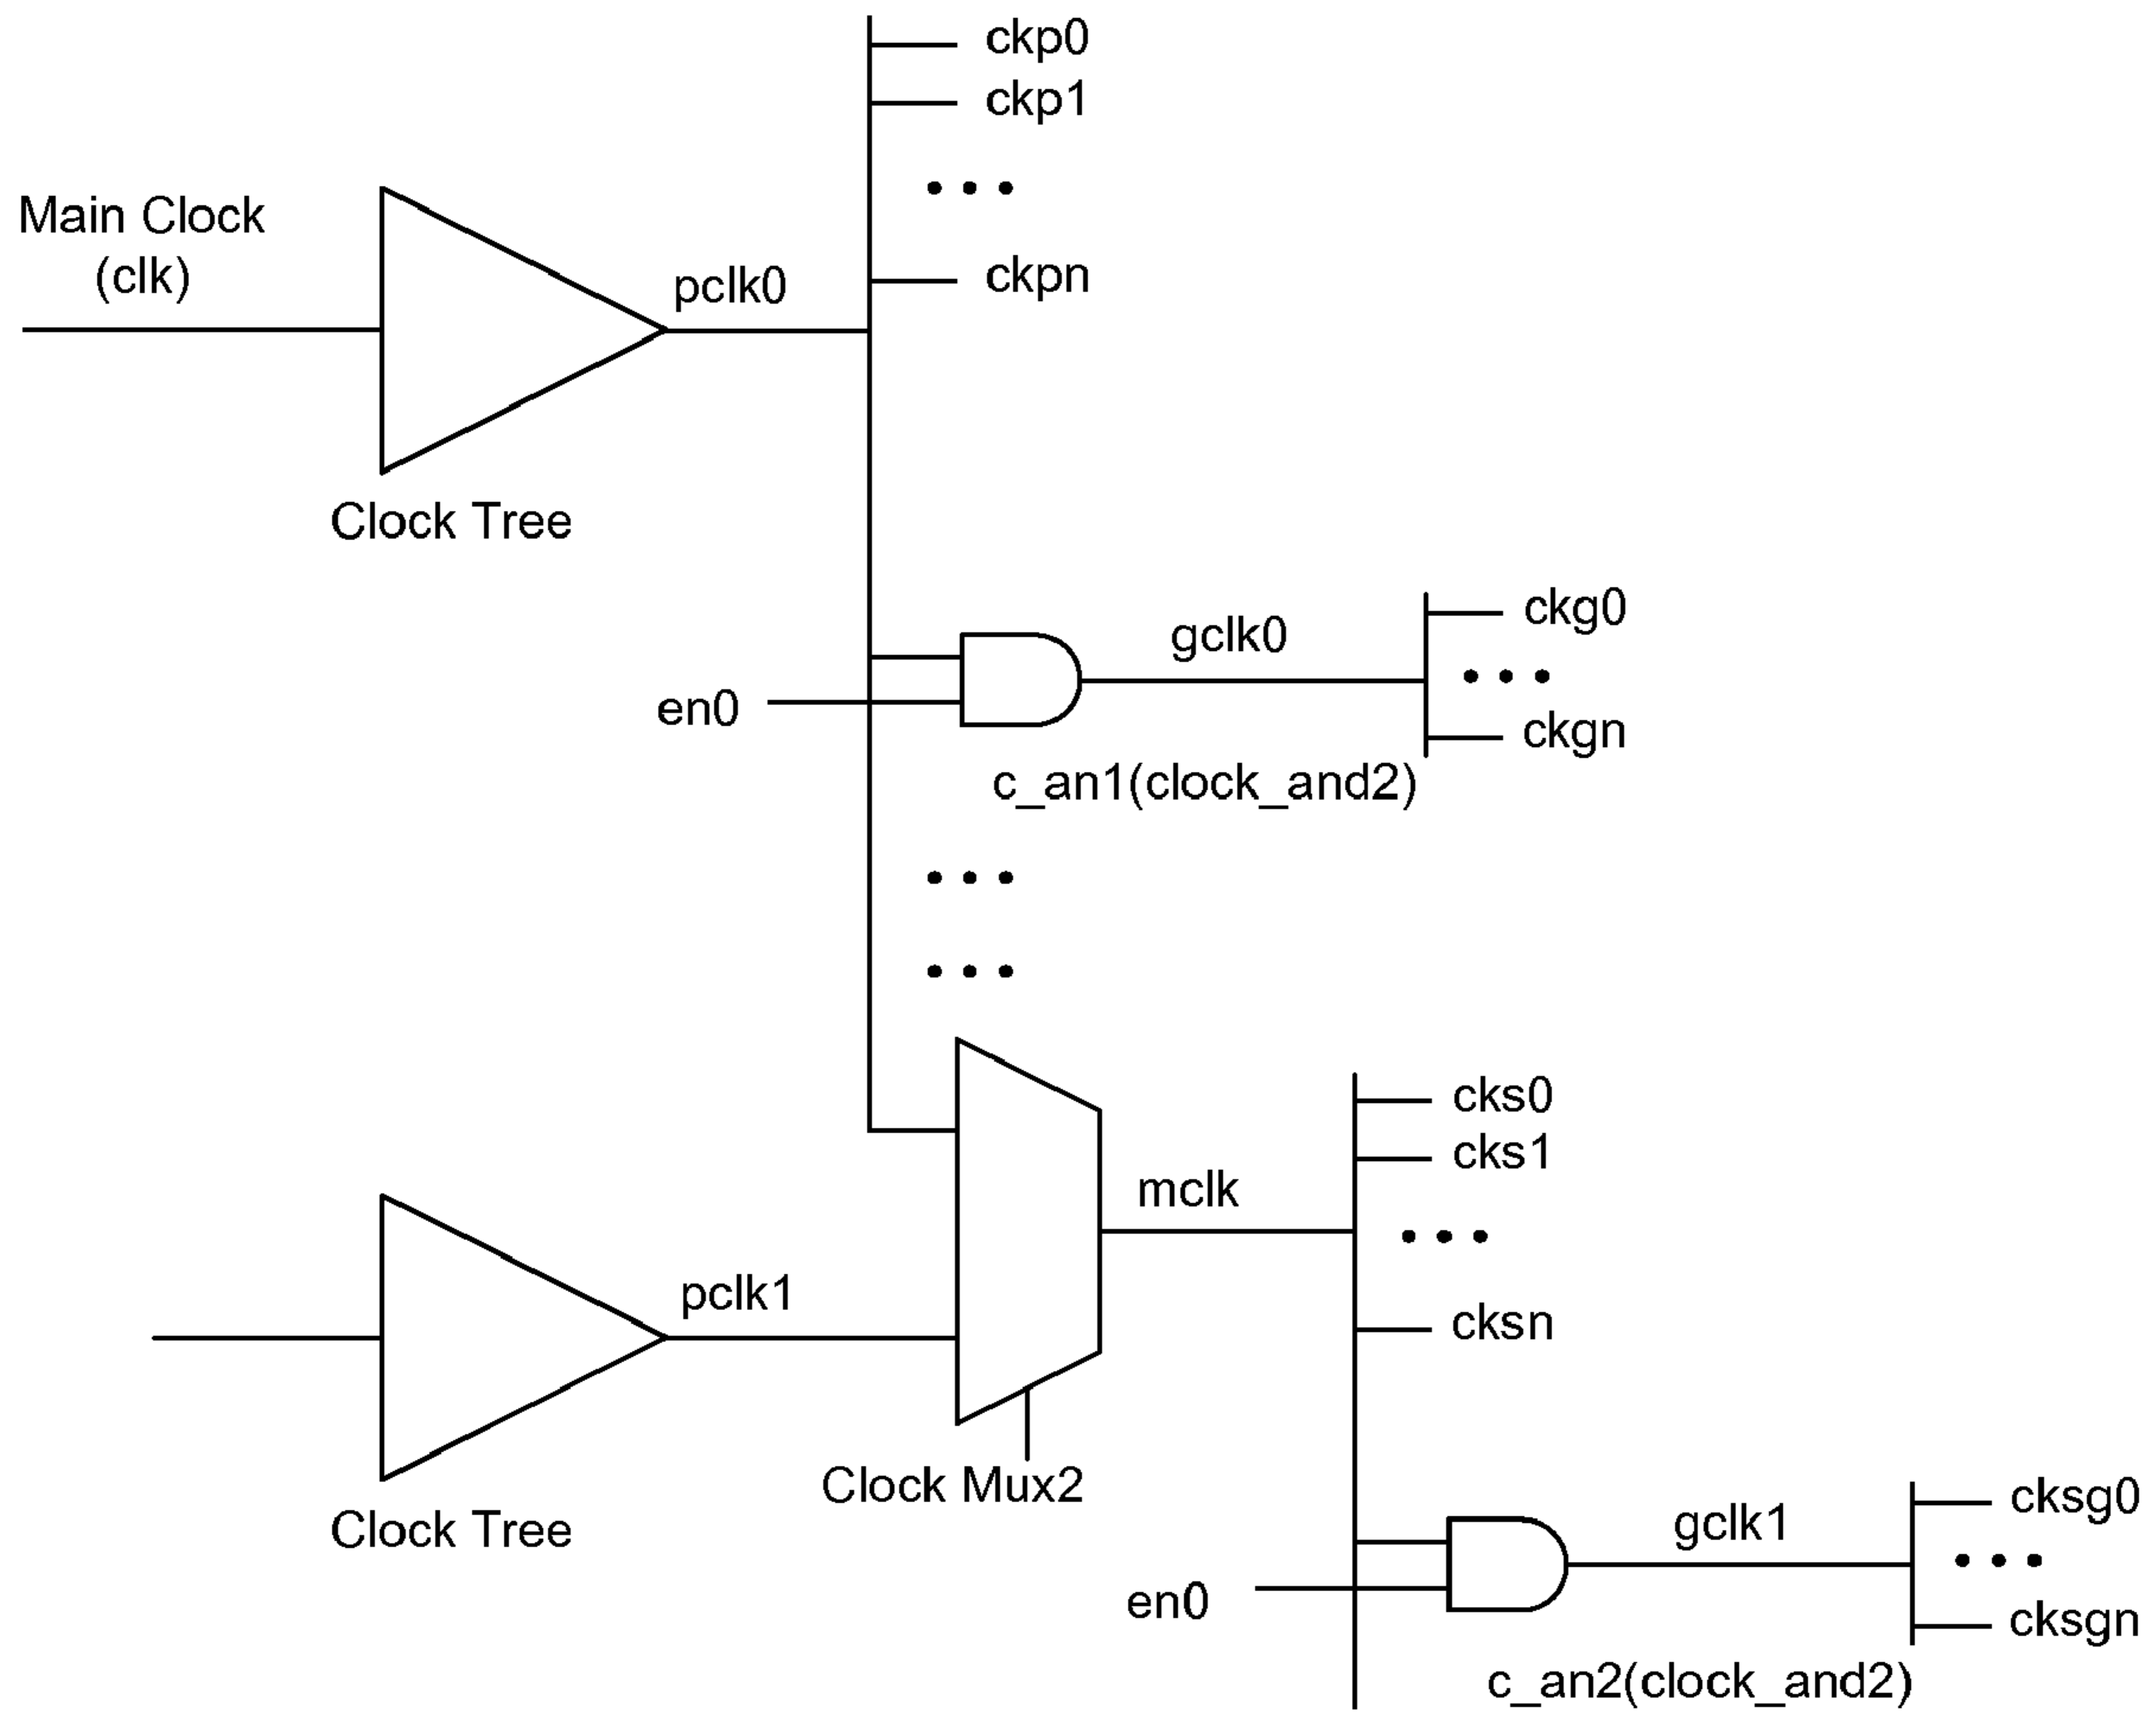 ckp0
ckp1
Main Clock
(clk)
pclk0
ckpn
Clock Tree
gclk0
ckg0
en0
ckgn
c_an1(clock_and2)
cks0
cks1
mclk
pclk1
cksn
Clock Mux2
Clock Tree
gclk1
cksg0
en0
cksgn
c_an2(clock_and2)